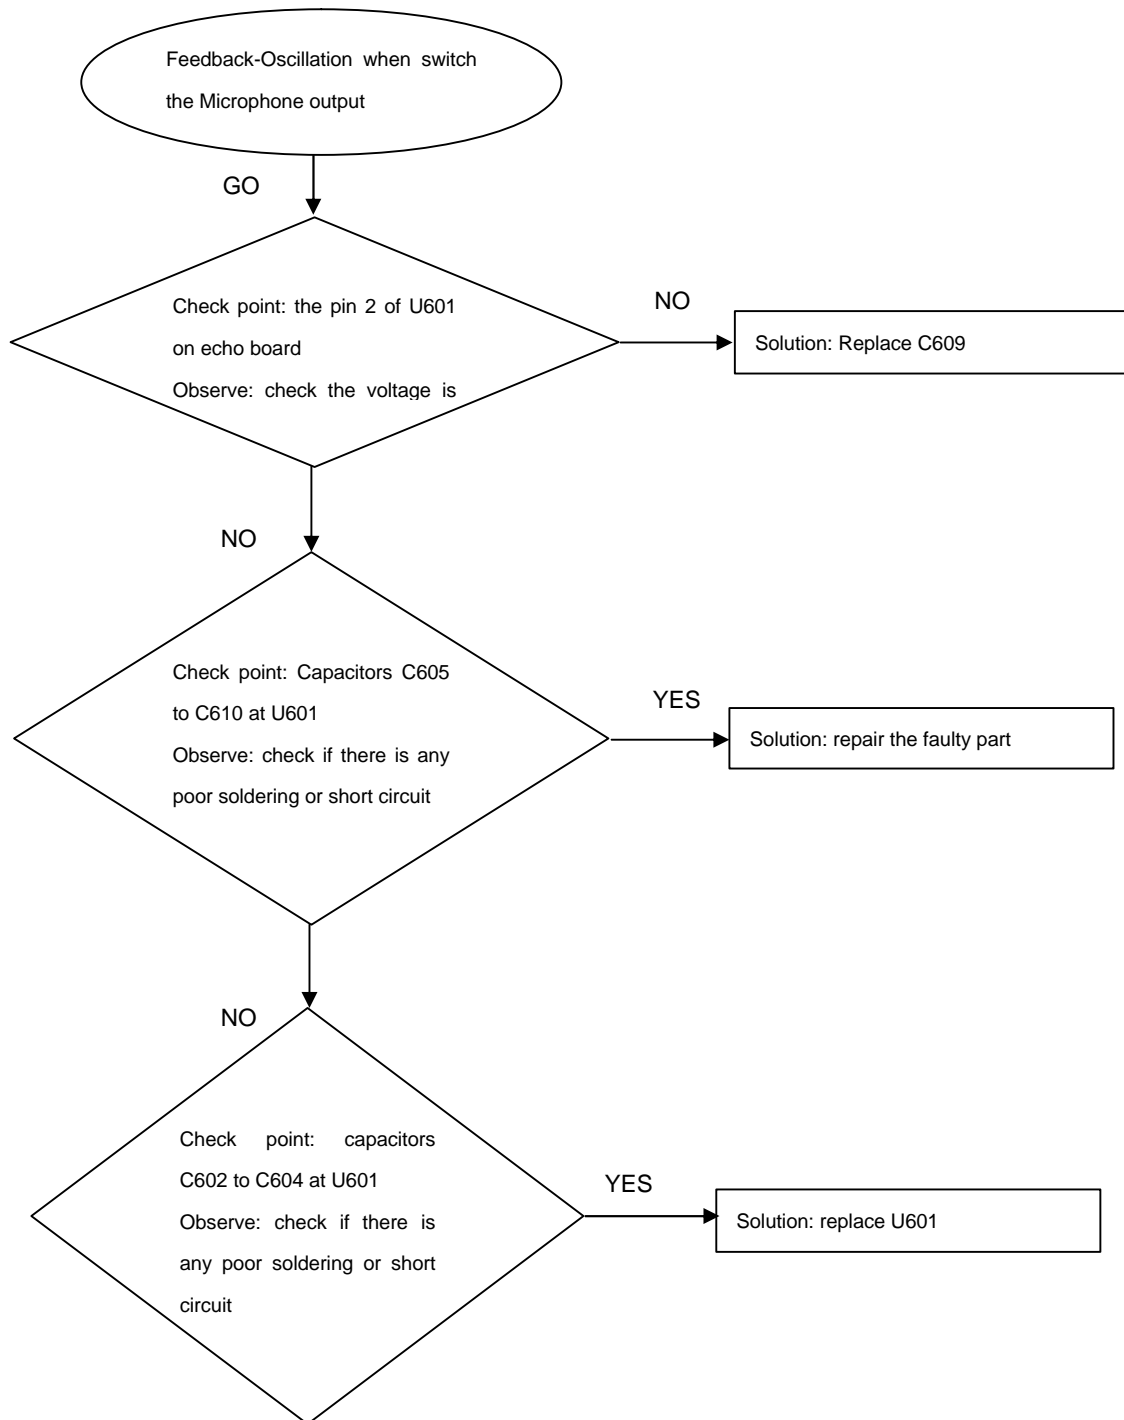 Feedback-Oscillation when switch
the Microphone output
GO
Check point: the pin 2 of U601
on echo board
Observe: check the voltage is
NO
Solution: Replace C609
NO
Check point: Capacitors C605
to C610 at U601
Observe: check if there is any
poor soldering or short circuit
YES
Solution: repair the faulty part
NO
Check point: capacitors
C602 to C604 at U601
Observe: check if there is
any poor soldering or short
circuit
YES
Solution: replace U601